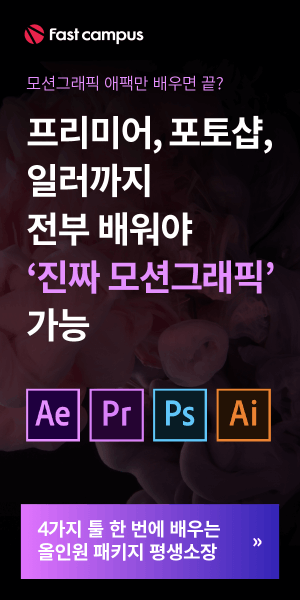 Fast campus
모션그래픽 애팩만 배우면 끝?
프리미어, 포토샵,
일러까지
전부 배워야
‘진짜 모션그래픽’
가능
Ae Pr Ps Ai
4가지 툴 한 번에 배우는
올인원 패키지 평생소장 »